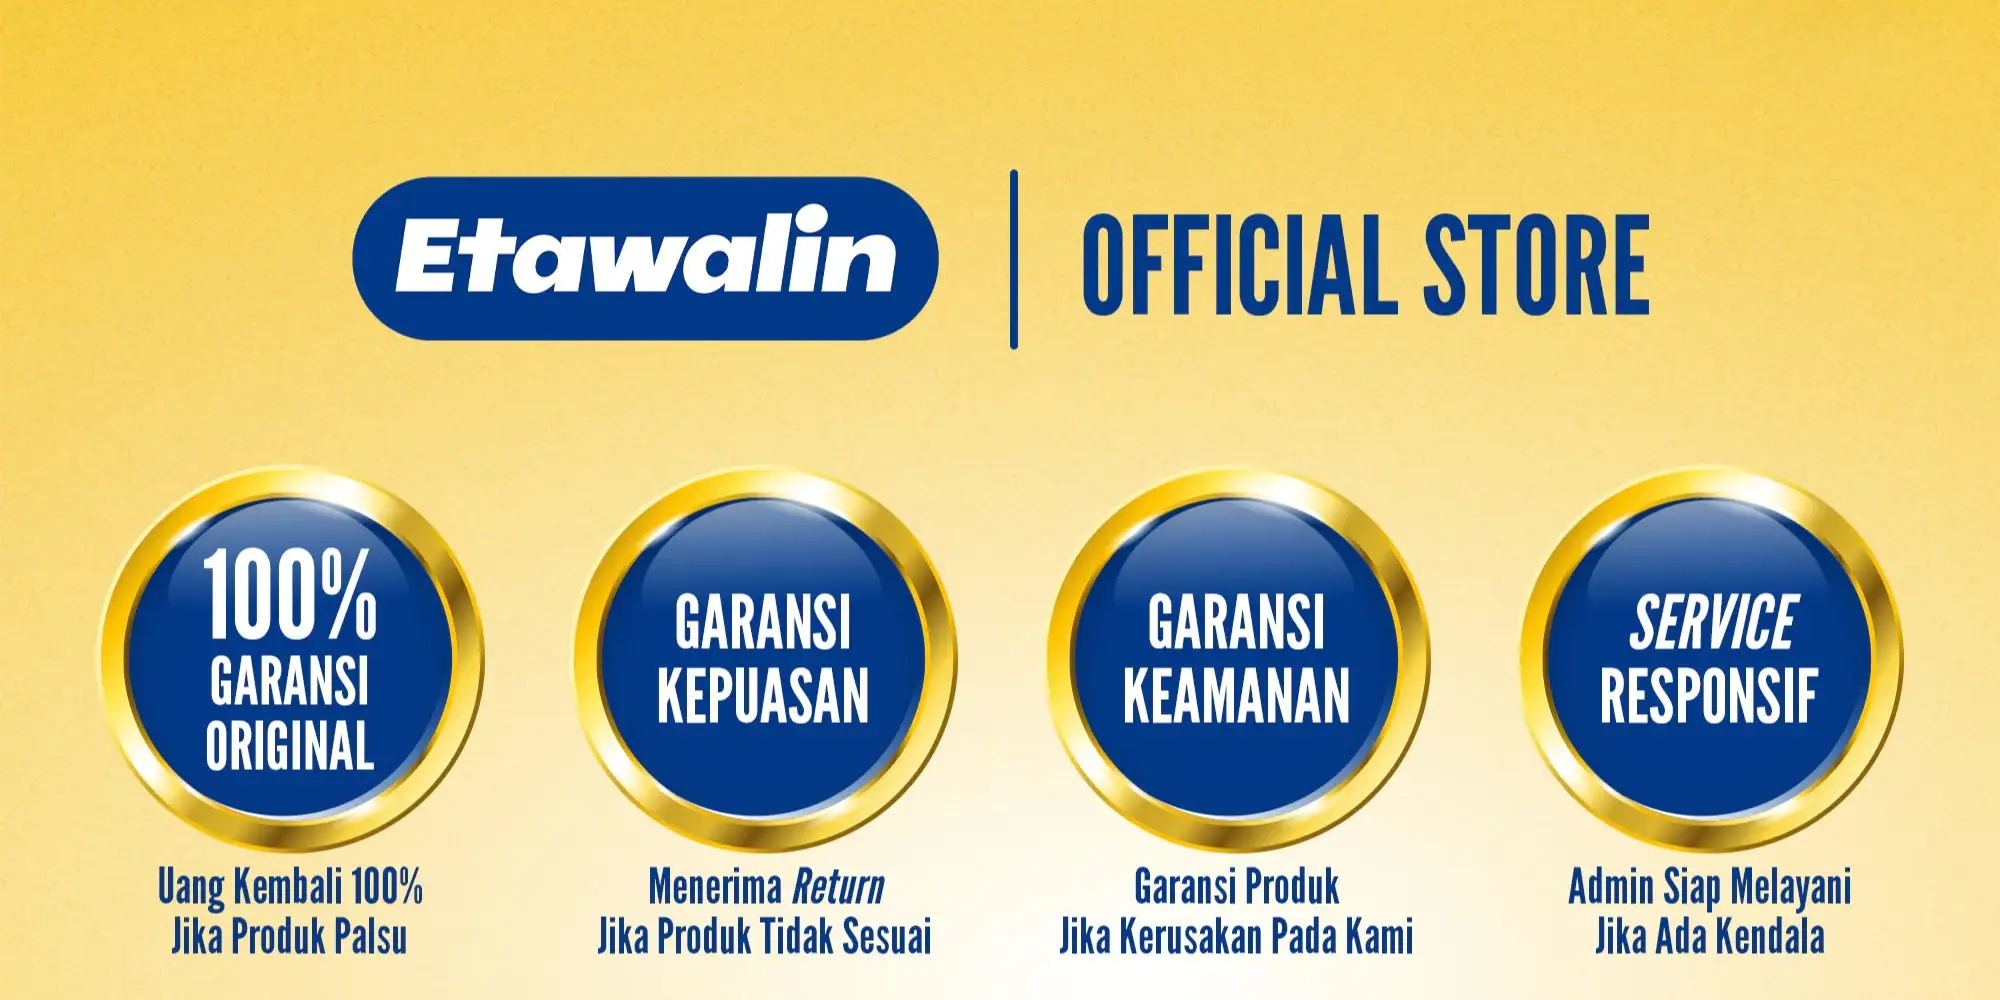 Etawalin
OFFICIAL STORE
100%
GARANSI
ORIGINAL
Uang Kembali 100%
Jika Produk Palsu
GARANSI
KEPUASAN
Menerima Return
Jika Produk Tidak Sesuai
GARANSI
KEAMANAN
Garansi Produk
Jika Kerusakan Pada Kami
SERVICE
RESPONSIF
Admin Siap Melayani
Jika Ada Kendala